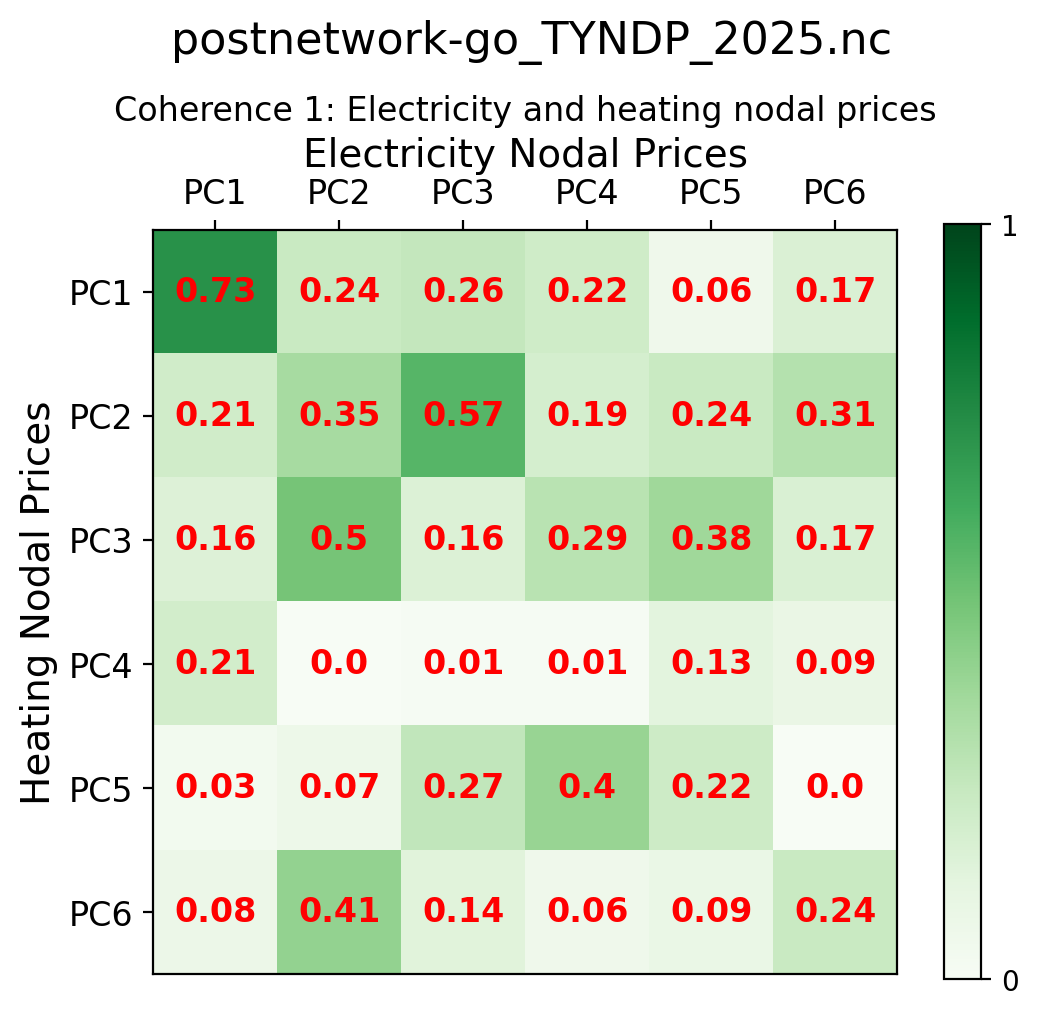 postnetwork-go_TYNDP_2025.nc
Coherence 1: Electricity and heating nodal prices
Electricity Nodal Prices
PC1 PC2 PC3 PC4 PC5 PC6
1
PC1 0.73 0.24 0.26 0.22 0.06 0.17
PC2 0.21 0.35 0.57 0.19 0.24 0.31
PC3 0.16 0.5 0.16 0.29 0.38 0.17
PC4 0.21 0.0 0.01 0.01 0.13 0.09
PC5 0.03 0.07 0.27 0.4 0.22 0.0
PC6 0.08 0.41 0.14 0.06 0.09 0.24
0
Heating Nodal Prices